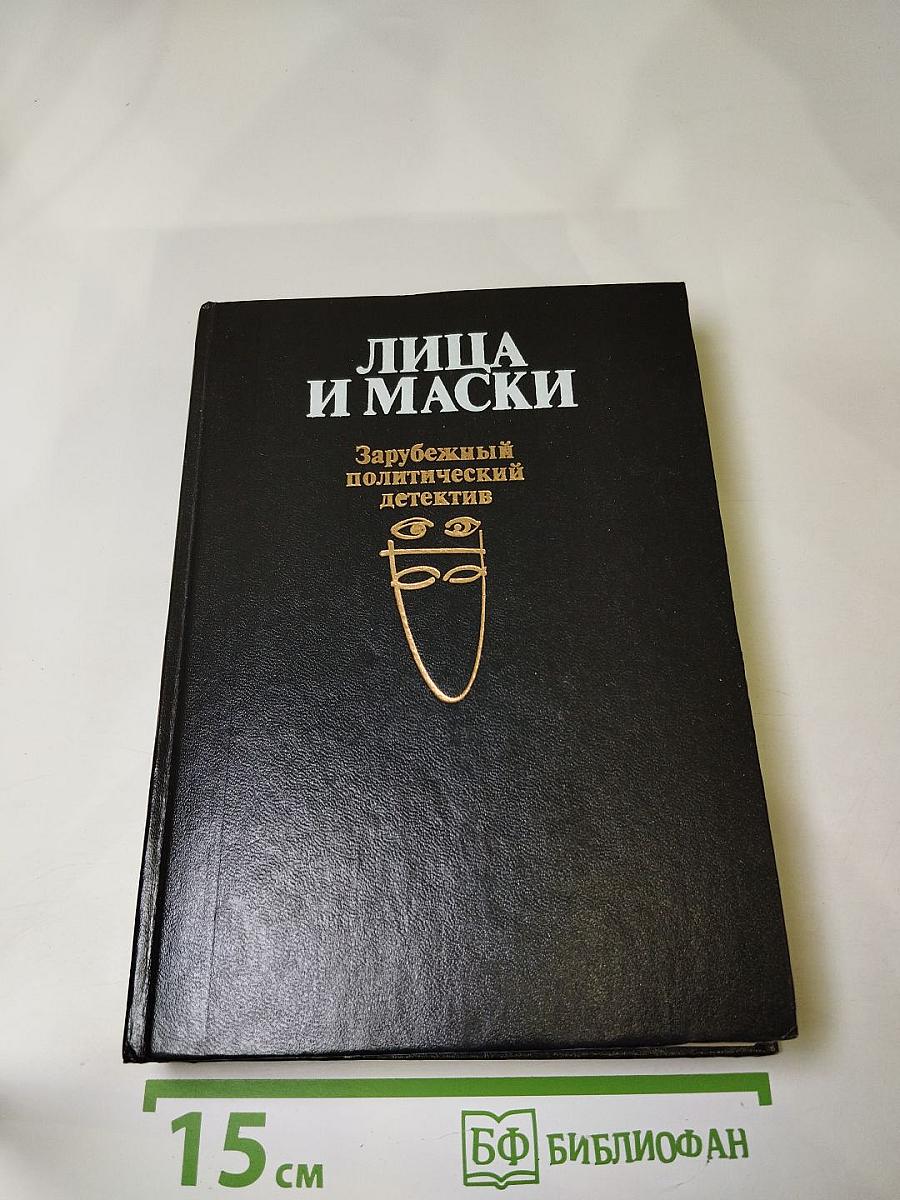 ЛИЦА
И МАСКИ
Зарубежный
политический
детектив
15 см
БФ БИБЛИОФАН